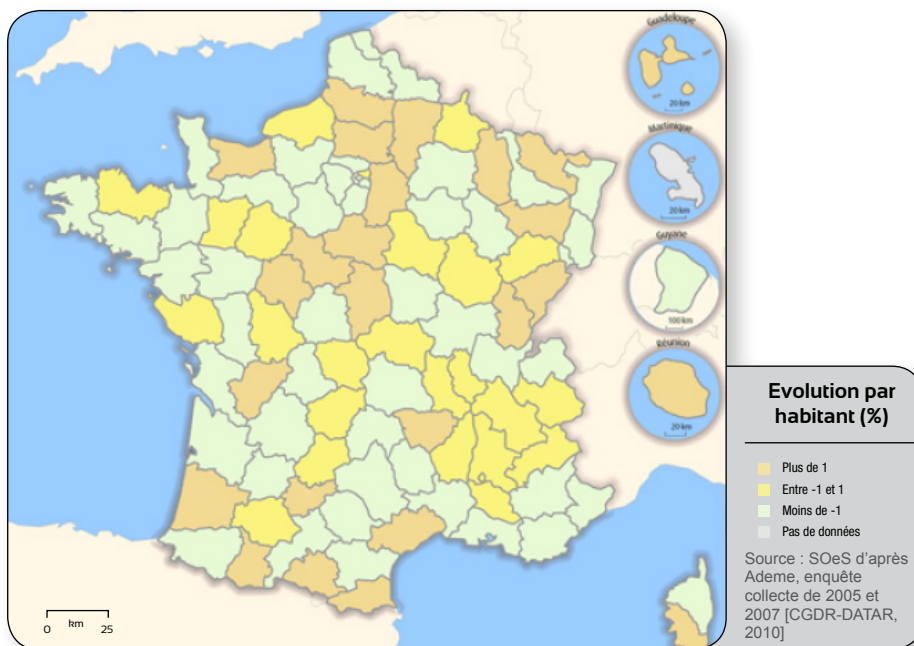 Guadeloupe
20 km
Martinique
20 km
Guyane
100 km
Réunion
20 km
km
0 25
Evolution par
habitant (%)
Plus de 1
Entre -1 et 1
Moins de -1
Pas de données
Source : SOeS d'après
Ademe, enquête
collecte de 2005 et
2007 [CGDR-DATAR,
2010]